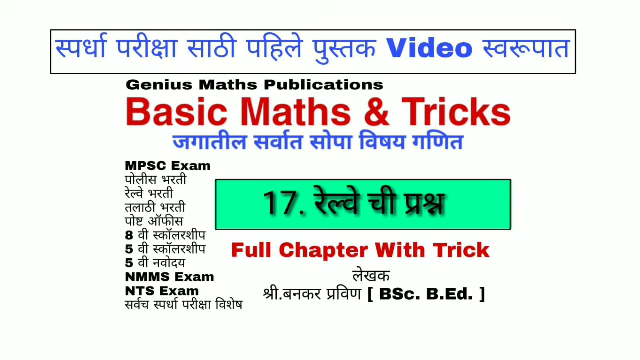 स्पर्धा परीक्षा साठी पहिले पुस्तक Video स्वरूपात
Genius Maths Publications
Basic Maths & Tricks
जगातील सर्वात सोपा विषय गणित
MPSC Exam
पोलीस भरती
रेल्वे भरती
तलाठी भरती
पोष्ट ऑफीस
8 वी स्कॉलरशीप
5 वी स्कॉलरशीप
5 वी नवोदय
NMMS Exam
NTS Exam
सर्वच स्पर्धा परीक्षा विशेष
17. रेल्वे ची प्रश्न
Full Chapter With Trick
लेखक
श्री.बनकर प्रविण [ BSc. B.Ed. ]